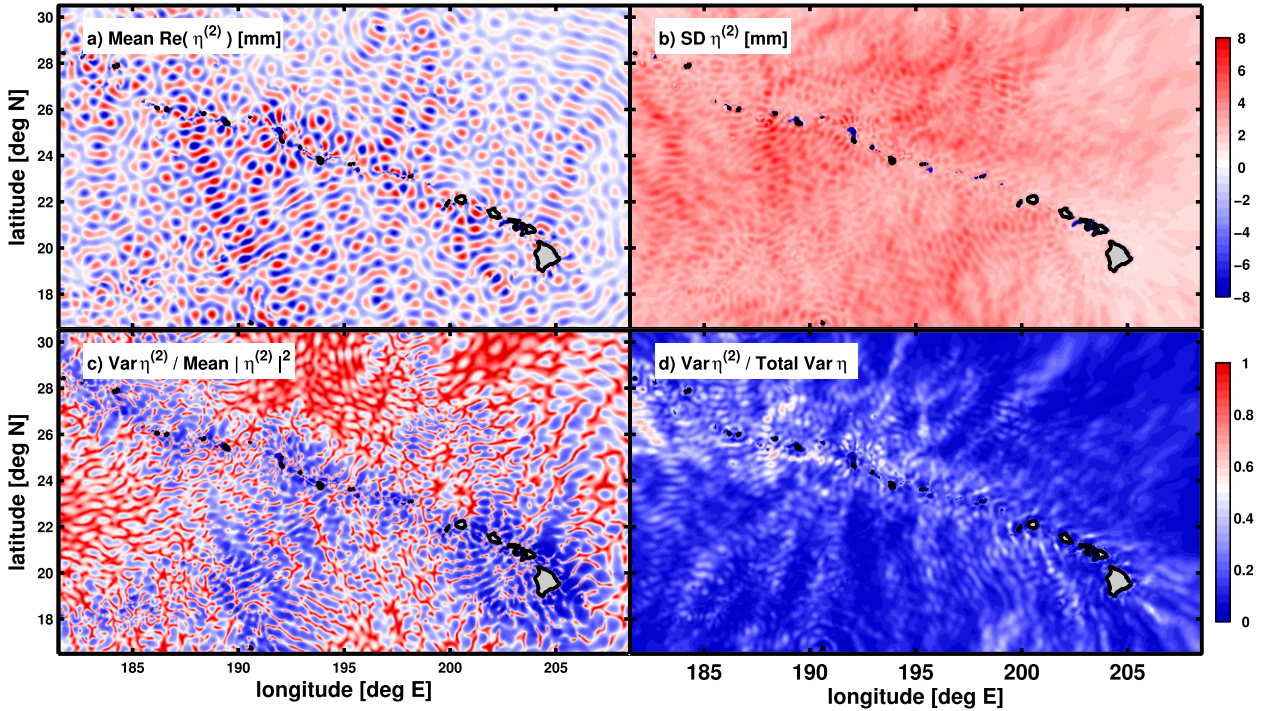 a) Mean Re( η(2) ) [mm]
b) SD η(2) [mm]
30
28
26
24
22
20
18
latitude [deg N]
8
6
4
2
0
−2
−4
−6
−8
c) Var η(2) / Mean | η(2) |2
d) Var η(2) / Total Var η
30
28
26
24
22
20
18
latitude [deg N]
1
0.8
0.6
0.4
0.2
0
185 190 195 200 205
longitude [deg E]
185 190 195 200 205
longitude [deg E]